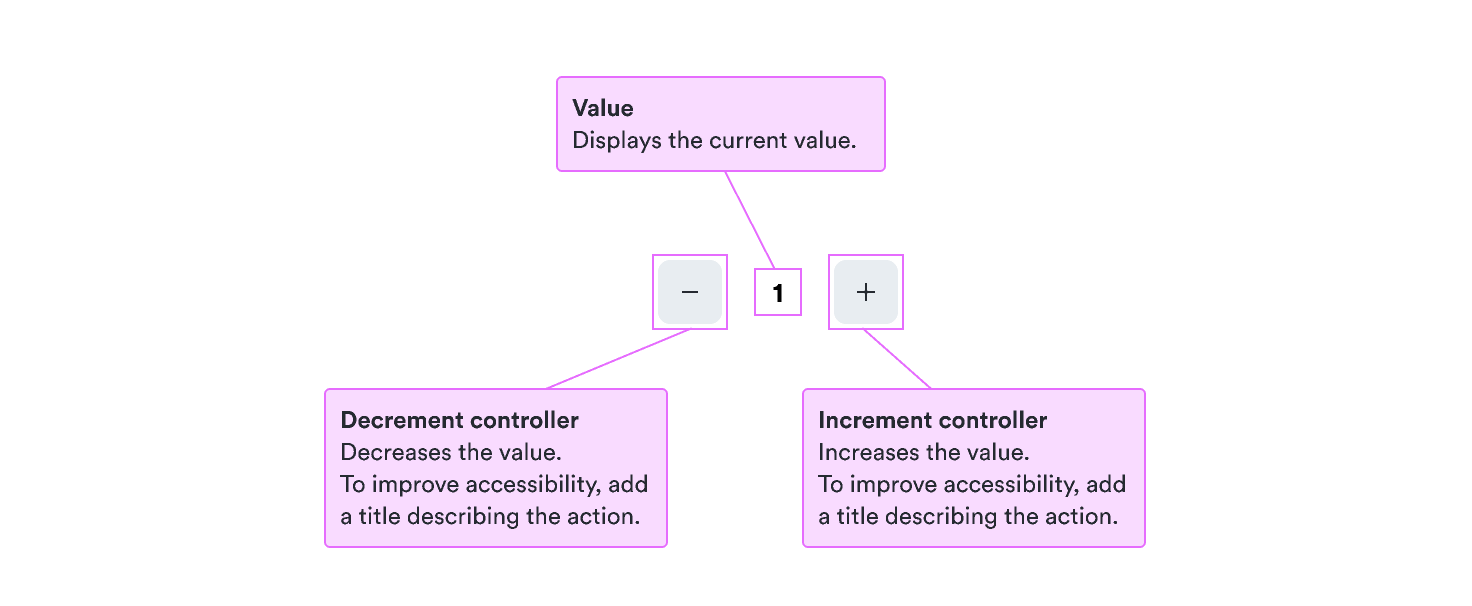 Value
Displays the current value.
− 1 +
Decrement controller
Decreases the value.
To improve accessibility, add
a title describing the action.
Increment controller
Increases the value.
To improve accessibility, add
a title describing the action.